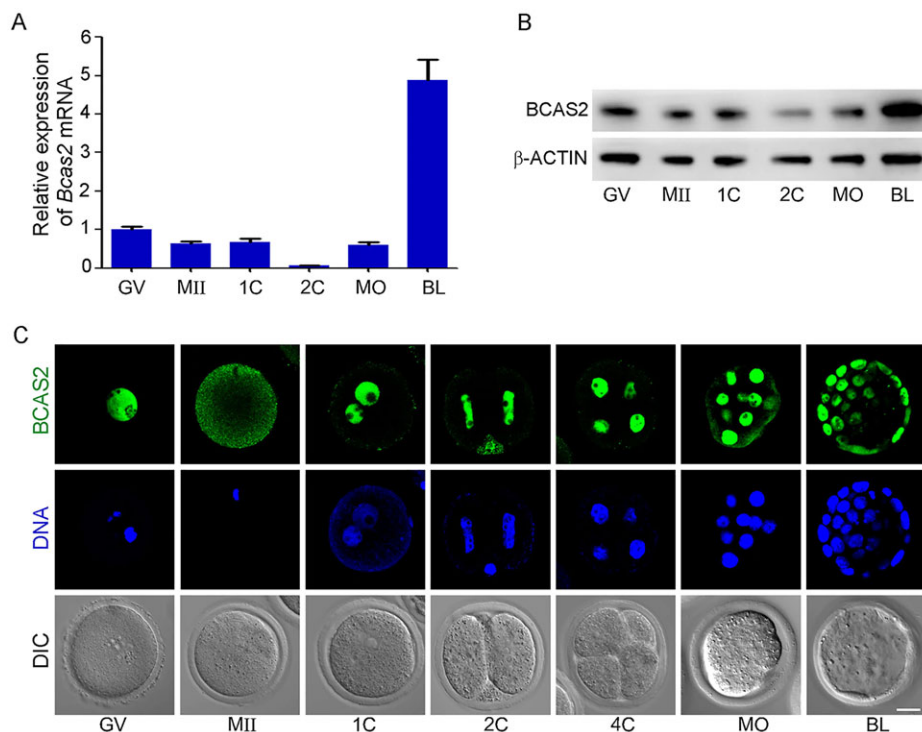 A
Relative expression
of Bcas2 mRNA
6
5
4
3
2
1
0
GV MII 1C 2C MO BL
B
BCAS2
β-ACTIN
GV MII 1C 2C MO BL
C
BCAS2
DNA
DIC
GV MII 1C 2C 4C MO BL